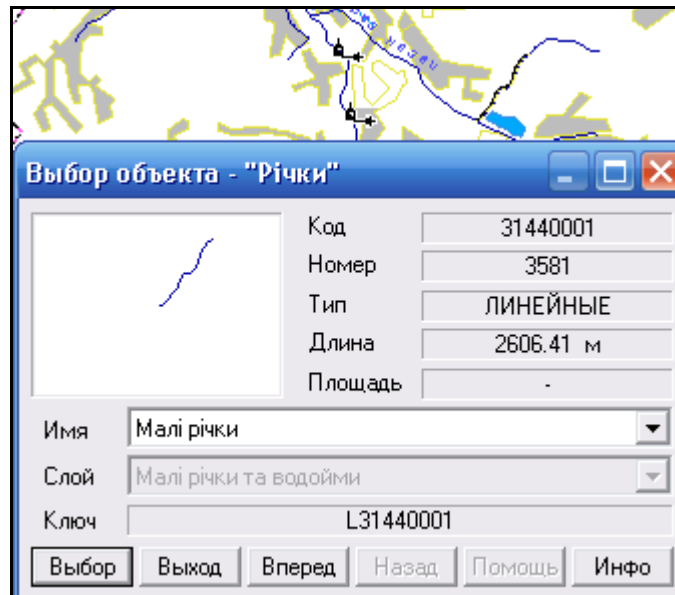 Выбор объекта - "Річки"
Код 31440001
Номер 3581
Тип ЛИНЕЙНЫЕ
Длина 2606.41 м
Площадь -
Имя Малі річки
Слой Малі річки та водойми
Ключ L31440001
Выбор Выход Вперед Назад Помощь Инфо